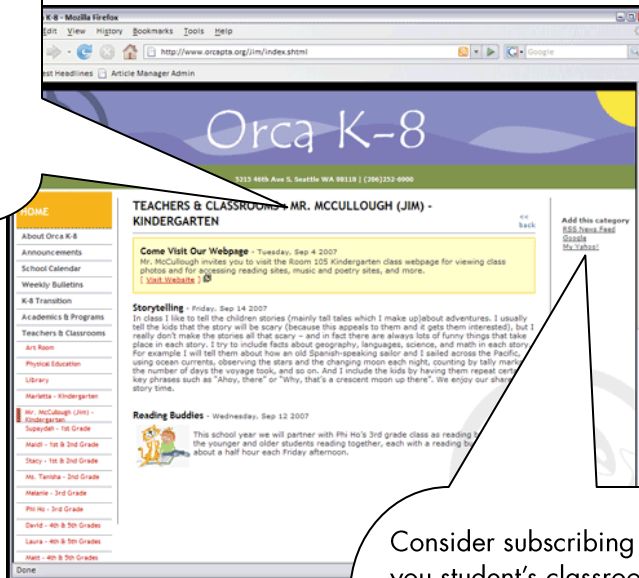 K-8 - Mozilla Firefox
Edit View History Bookmarks Tools Help
http://www.orcapta.org/Jim/index.shtml
Google
est Headlines Article Manager Admin
Orca K-8
5215 46th Ave S, Seattle WA 98118 | (206)252-6900
HOME
About Orca K-8
Announcements
School Calendar
Weekly Bulletins
K-8 Transition
Academics & Programs
Teachers & Classrooms
Art Room
Physical Education
Library
Marietta - Kindergarten
Mr. McCullough (Jim) -
Kindergarten
Supaydah - 1st Grade
Maidi - 1st & 2nd Grade
Stacy - 1st & 2nd Grade
Ms. Tanisha - 2nd Grade
Melanie - 3rd Grade
Phi Ho - 3rd Grade
David - 4th & 5th Grades
Laura - 4th & 5th Grades
Matt - 4th & 5th Grades
TEACHERS & CLASSROOMS : MR. MCCULLOUGH (JIM) -
KINDERGARTEN
<<
back
Come Visit Our Webpage - Tuesday, Sep 4 2007
Mr. McCullough invites you to visit the Room 105 Kindergarten class webpage for viewing class
photos and for accessing reading sites, music and poetry sites, and more.
[ Visit Website ]
Storytelling - Friday, Sep 14 2007
In class I like to tell the children stories (mainly tall tales which I make up)about adventures. I usually
tell the kids that the story will be scary (because this appeals to them and it gets them interested), but I
really don't make the stories all that scary – and in fact there are always lots of funny things that take
place in each story. I try to include facts about geography, languages, science, and math in each story.
For example I will tell them about how an old Spanish-speaking sailor and I sailed across the Pacific,
using ocean currents, observing the stars and the changing moon each night, counting by tally marks
the number of days the voyage took, and so on. And I include the kids by having them repeat certa
key phrases such as "Ahoy, there" or "Why, that's a crescent moon up there". We enjoy our shar
story time.
Reading Buddies - Wednesday, Sep 12 2007
This school year we will partner with Phi Ho's 3rd grade class as reading b
the younger and older students reading together, each with a reading bu
about a half hour each Friday afternoon.
Add this category
RSS News Feed
Google
My Yahoo!
Done
Consider subscribing
you student's classroo